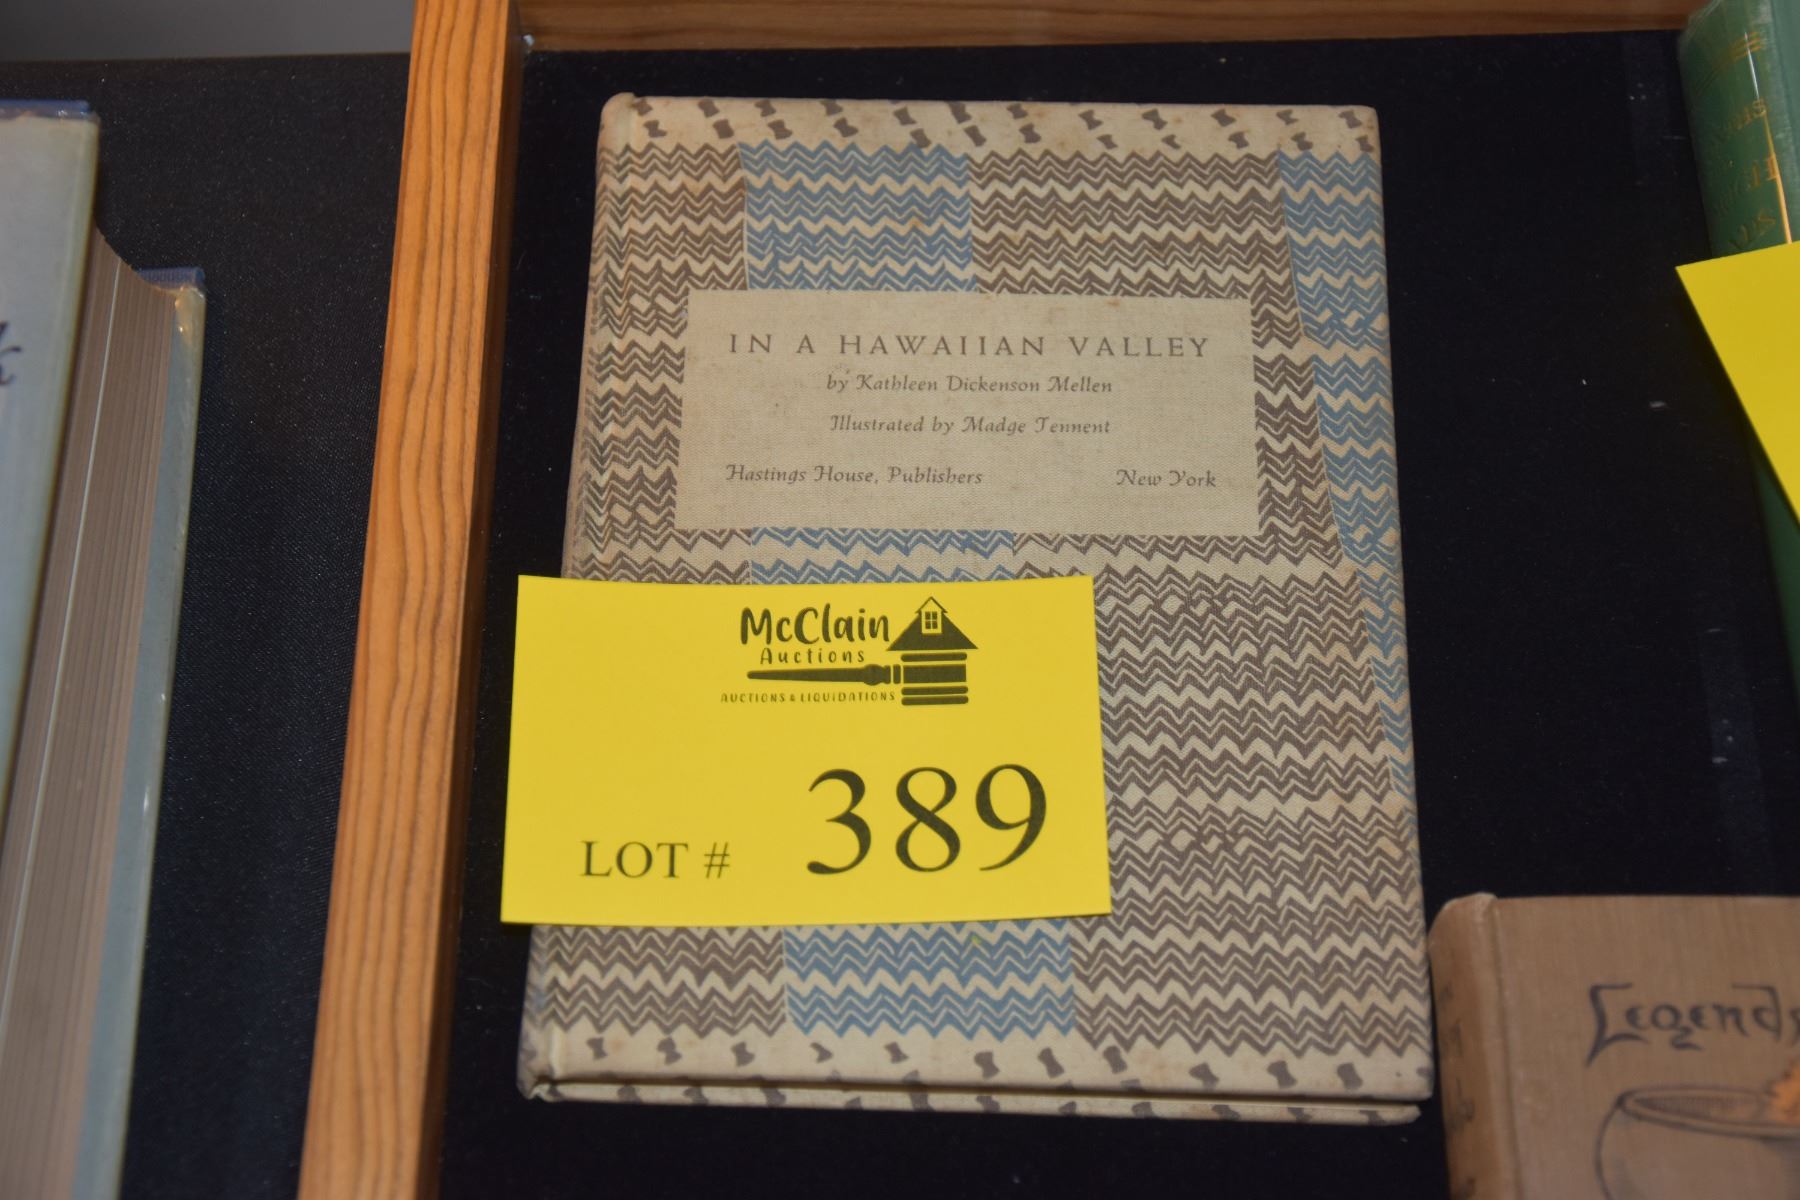 IN A HAWAIIAN VALLEY
by Kathleen Dickenson Mellen
Illustrated by Madge Tennent
Hastings House, Publishers New York
McClain
Auctions
AUCTIONS & LIQUIDATIONS
LOT # 389
Legends